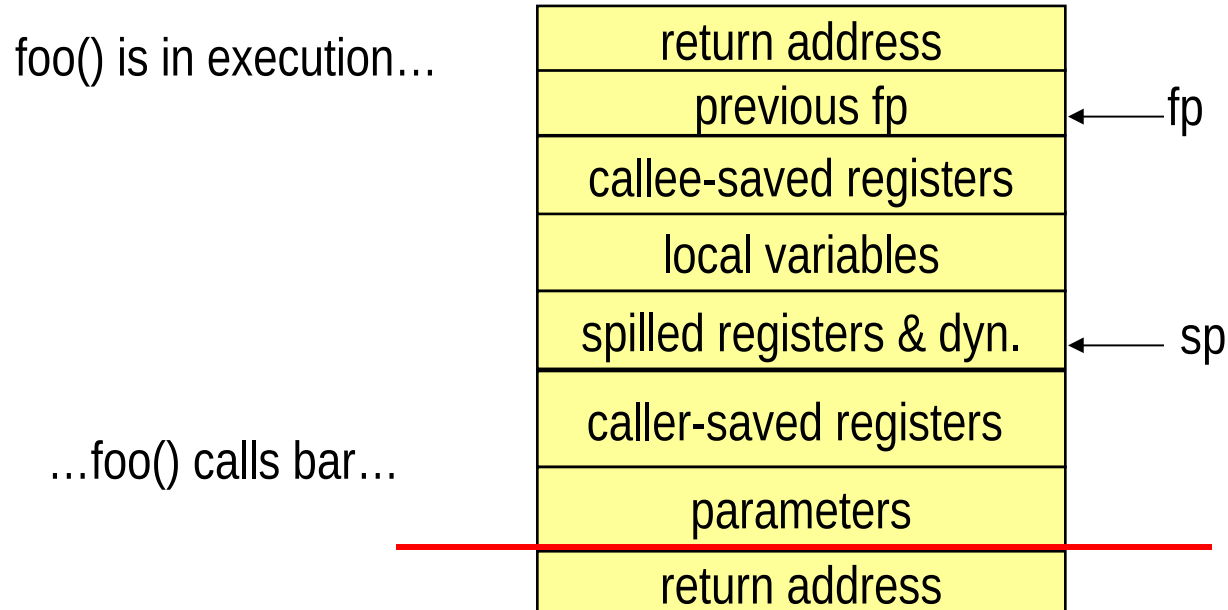 foo() is in execution…
return address
previous fp
fp
callee-saved registers
local variables
spilled registers & dyn.
sp
caller-saved registers
…foo() calls bar…
parameters
return address